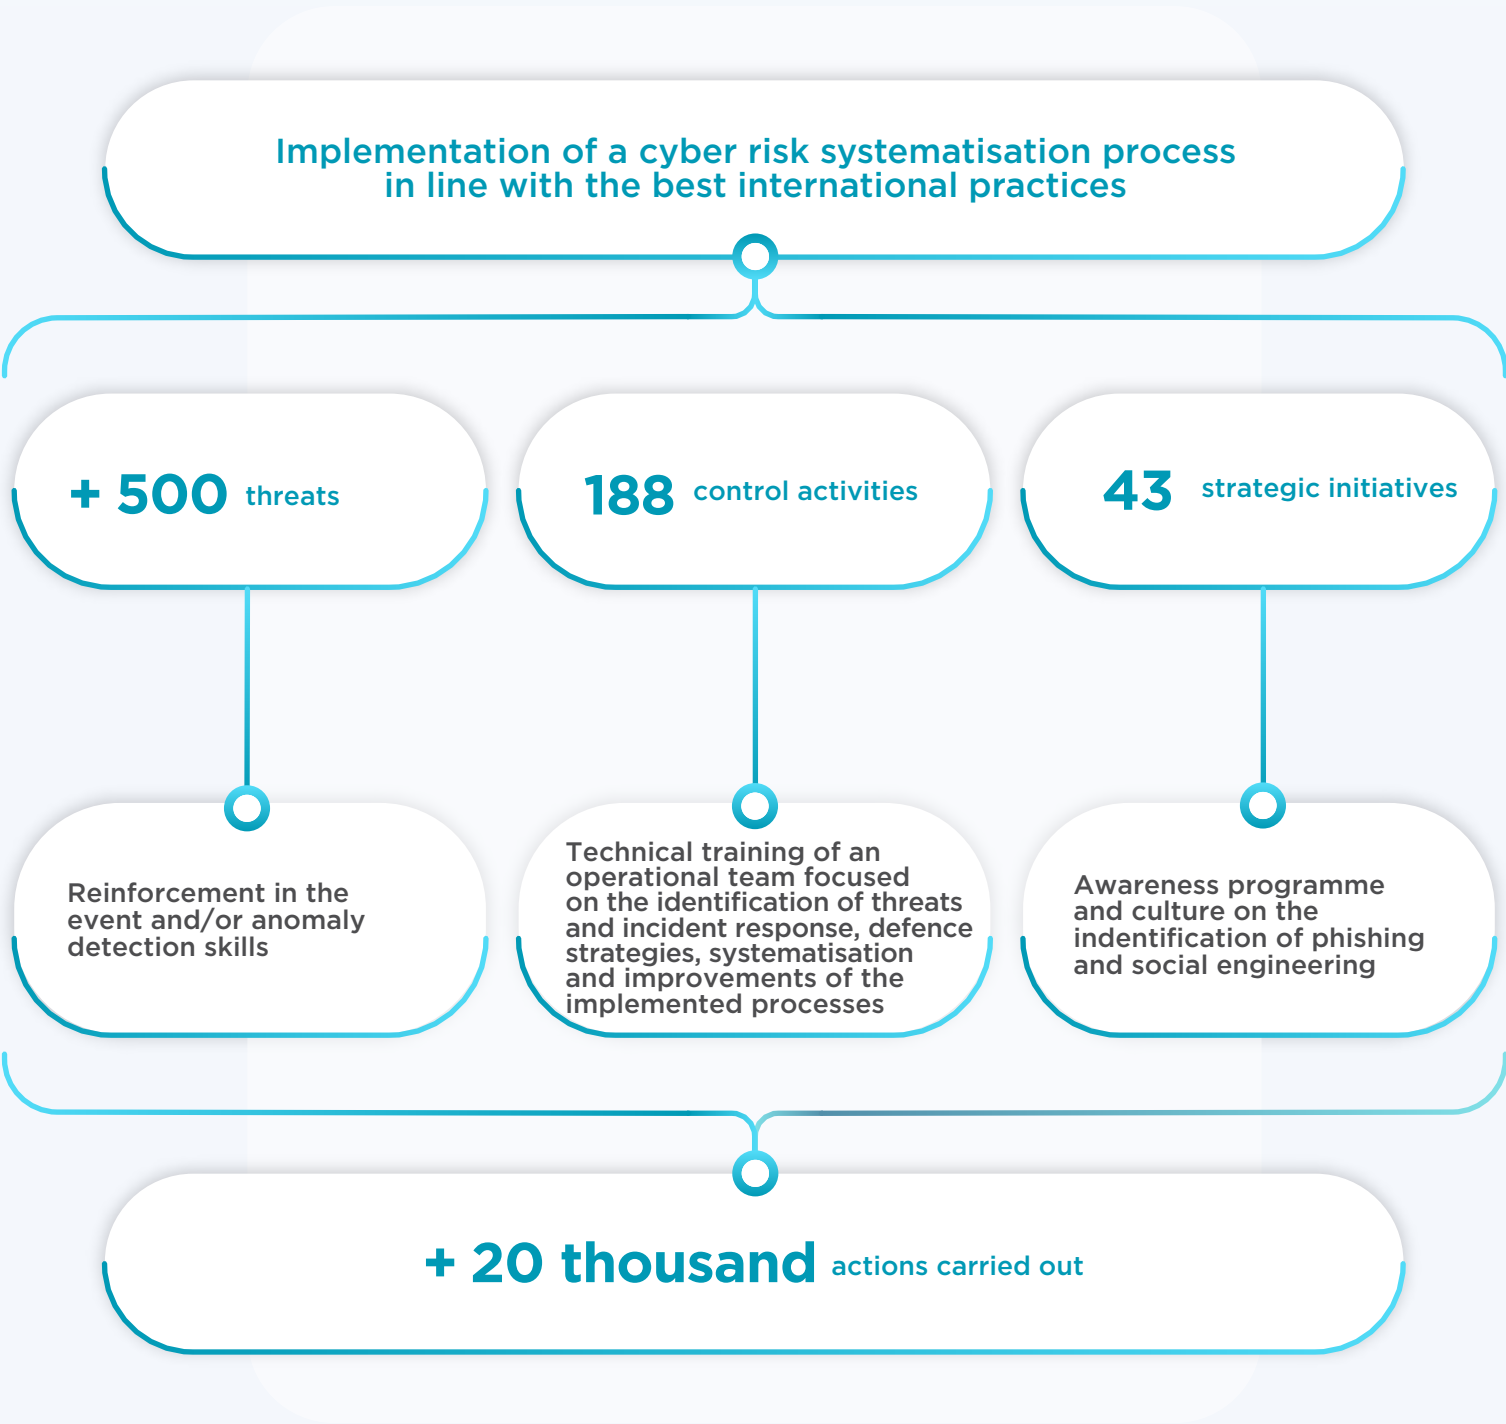 Implementation of a cyber risk systematisation process
in line with the best international practices
+ 500 threats
188 control activities
43 strategic initiatives
Reinforcement in the
event and/or anomaly
detection skills
Technical training of an
operational team focused
on the identification of threats
and incident response, defence
strategies, systematisation
and improvements of the
implemented processes
Awareness programme
and culture on the
indentification of phishing
and social engineering
+ 20 thousand actions carried out